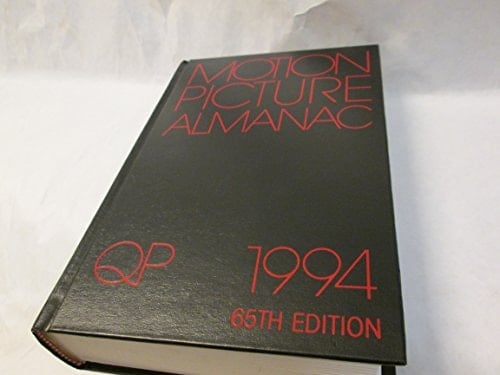 MOTION
PICTURE
ALMANAC
QP 1994
65TH EDITION